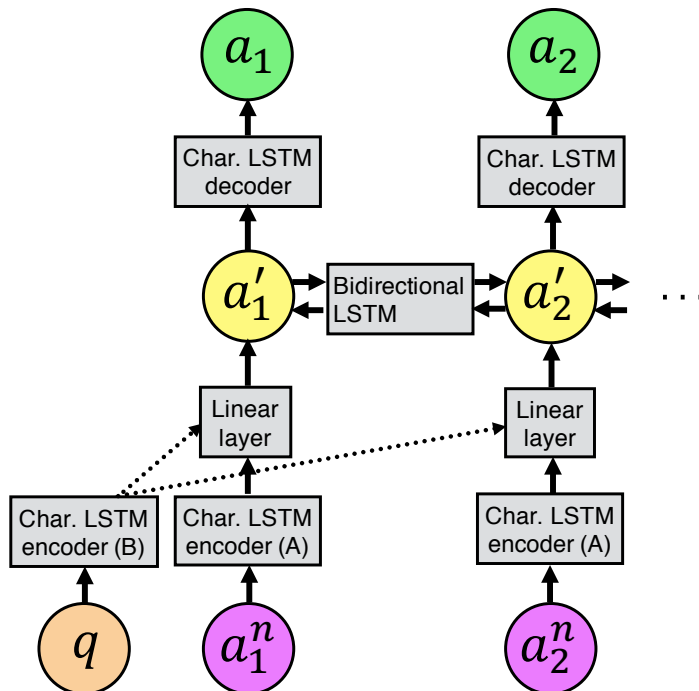 a₁
a₂
Char. LSTM
decoder
Char. LSTM
decoder
a′₁
Bidirectional
LSTM
a′₂
. . .
Linear
layer
Linear
layer
Char. LSTM
encoder (B)
Char. LSTM
encoder (A)
Char. LSTM
encoder (A)
q
aⁿ₁
aⁿ₂